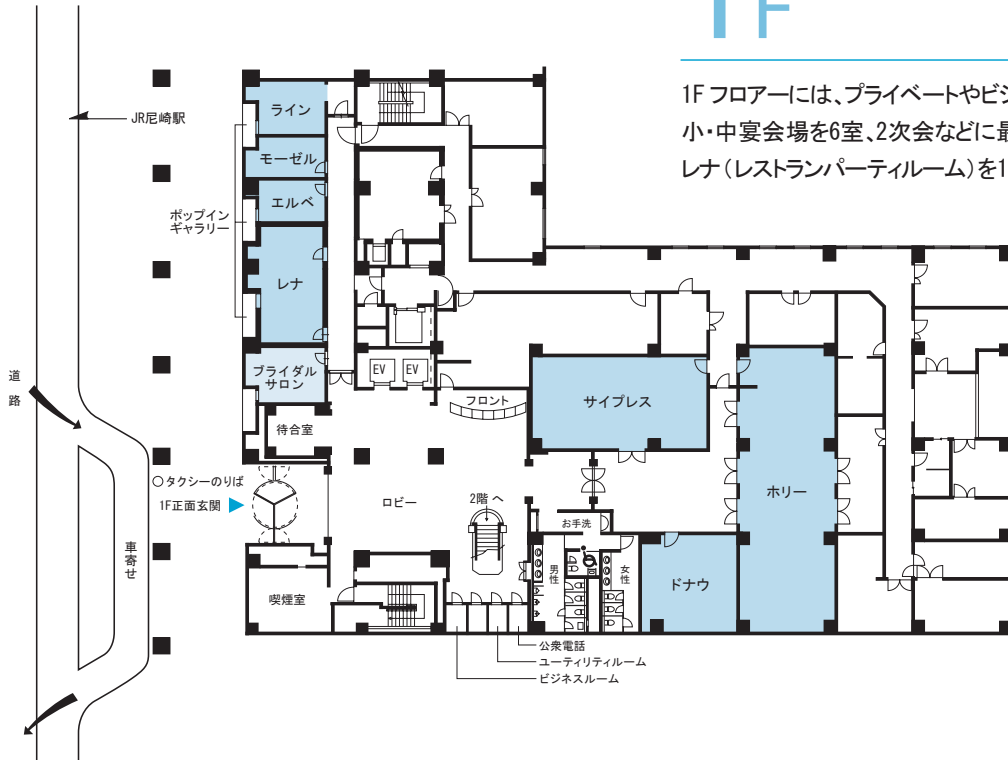 1F
1F フロアーには、プライベートやビジ
小・中宴会場を6室、2次会などに最
レナ（レストランパーティルーム）を1
JR尼崎駅
ライン
モーゼル
エルベ
ポップイン
ギャラリー
レナ
ブライダル
サロン
EV
EV
フロント
サイプレス
待合室
道路
タクシーのりば
1F正面玄関
ロビー
2階 へ
お手洗
ホリー
車寄せ
男性
女性
ドナウ
喫煙室
公衆電話
ユーティリティルーム
ビジネスルーム